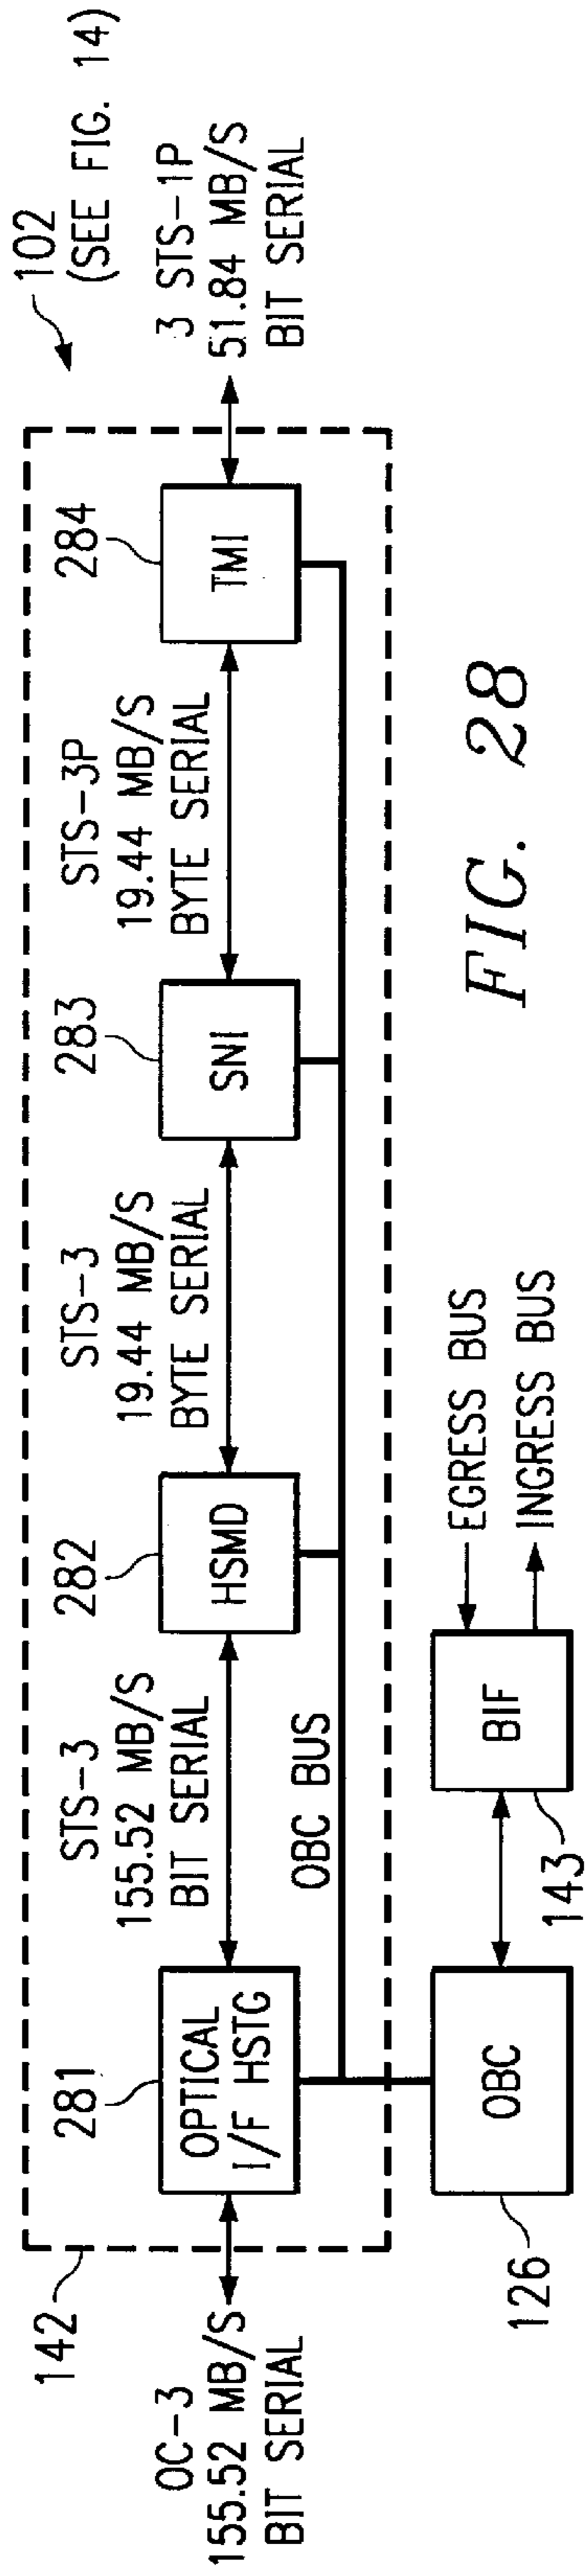 102
(SEE FIG. 14)
142
OC-3
155.52 MB/S
BIT SERIAL
281
OPTICAL
I/F HSTG
STS-3
155.52 MB/S
BIT SERIAL
282
HSMD
STS-3
19.44 MB/S
BYTE SERIAL
283
SNI
STS-3P
19.44 MB/S
BYTE SERIAL
284
TMI
3 STS-1P
51.84 MB/S
BIT SERIAL
OBC BUS
126
OBC
143
BIF
EGRESS BUS
INGRESS BUS
FIG. 28